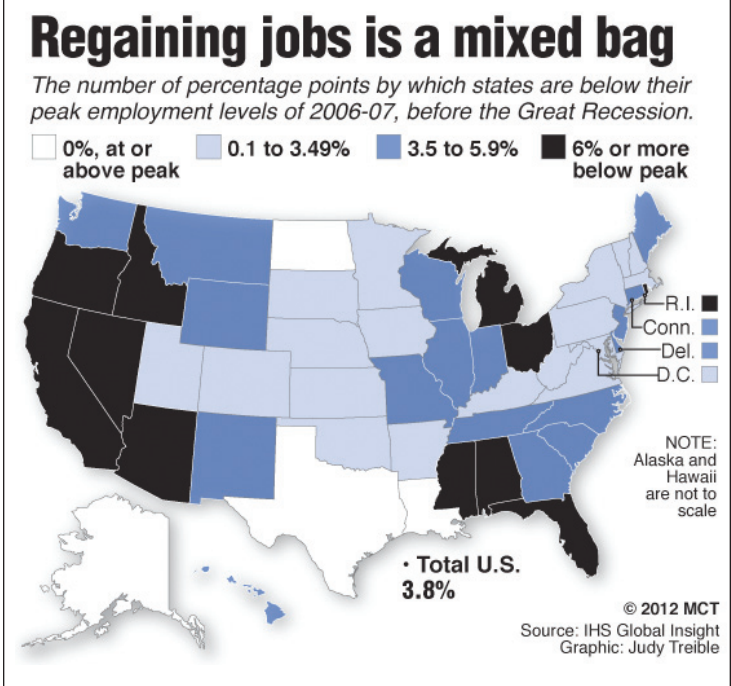 Regaining jobs is a mixed bag
The number of percentage points by which states are below their
peak employment levels of 2006-07, before the Great Recession.
0%, at or
above peak
0.1 to 3.49%
3.5 to 5.9%
6% or more
below peak
R.I.
Conn.
Del.
D.C.
NOTE:
Alaska and
Hawaii
are not to
scale
· Total U.S.
3.8%
© 2012 MCT
Source: IHS Global Insight
Graphic: Judy Treible